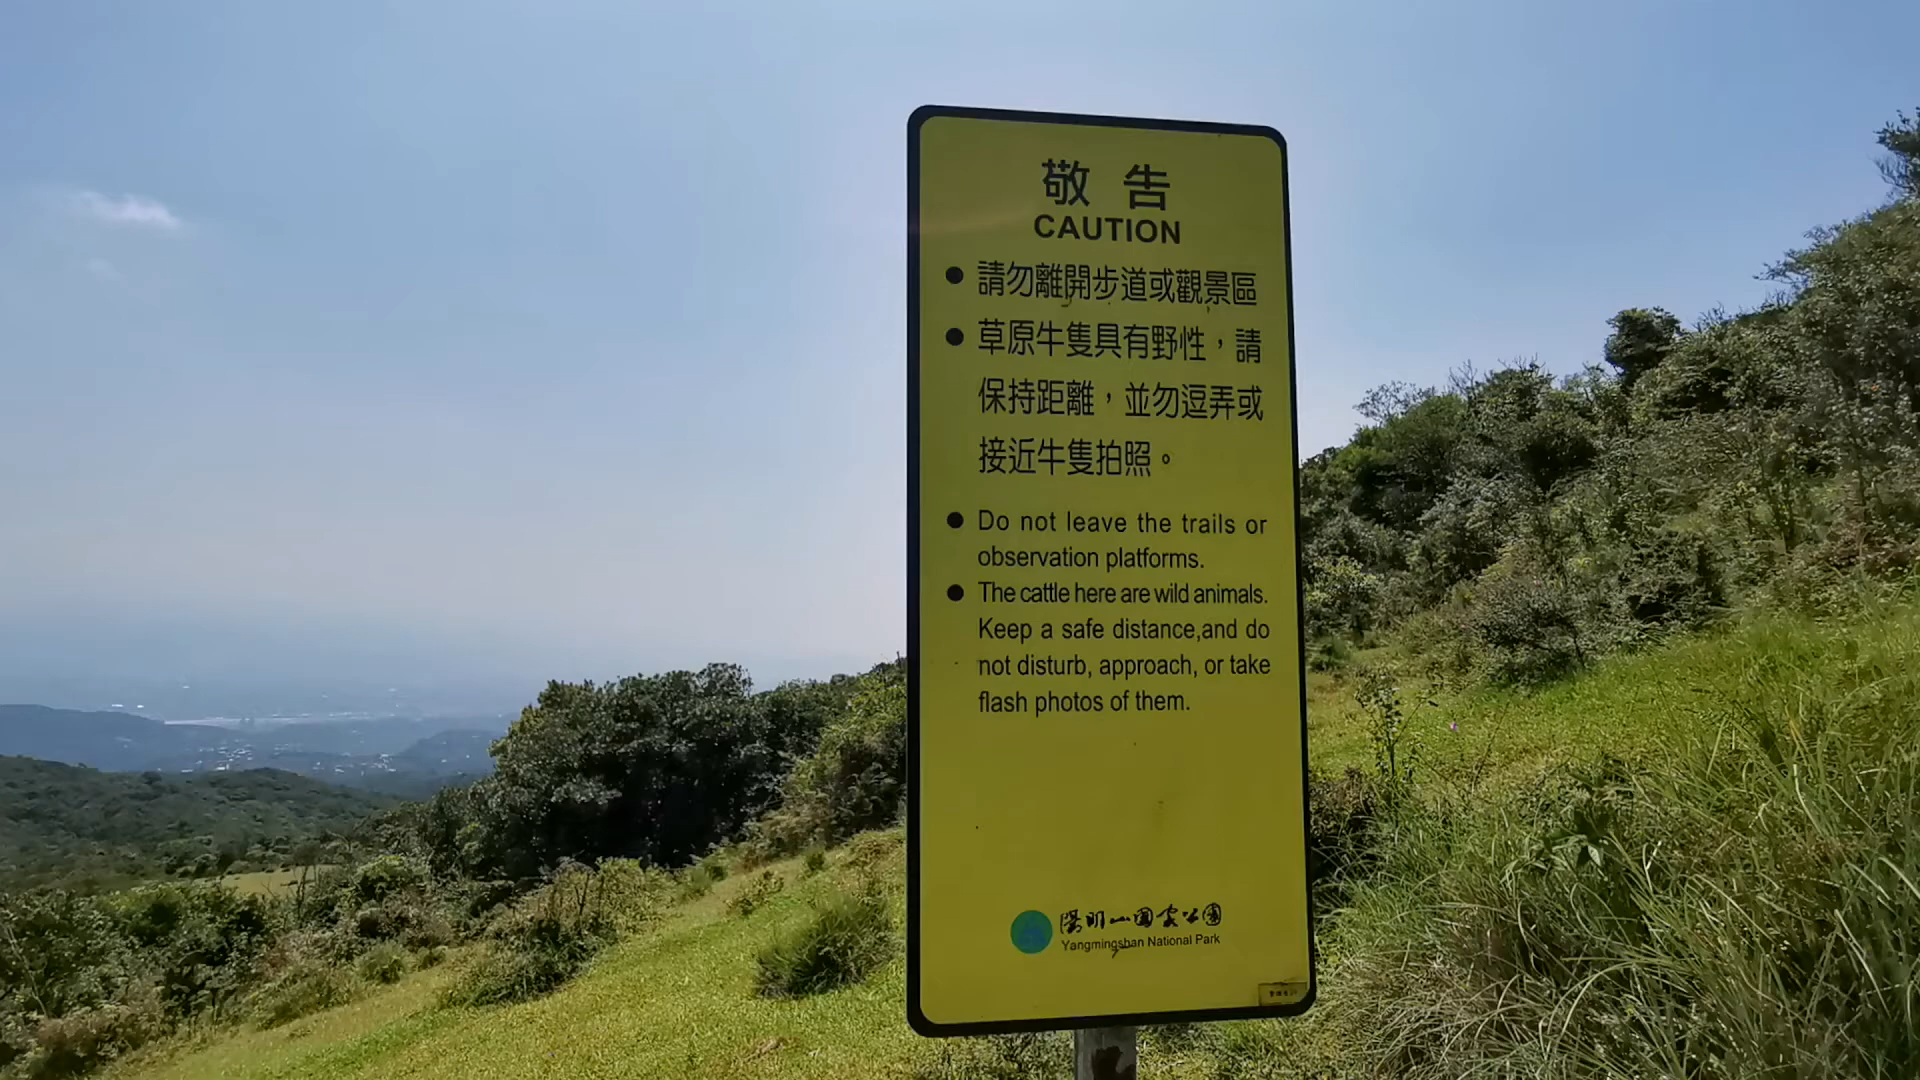 敬告
CAUTION
● 請勿離開步道或觀景區
● 草原牛隻具有野性，請
保持距離，並勿逗弄或
接近牛隻拍照。
● Do not leave the trails or
observation platforms.
● The cattle here are wild animals.
Keep a safe distance,and do
not disturb, approach, or take
flash photos of them.
陽明山國家公園
Yangmingshan National Park